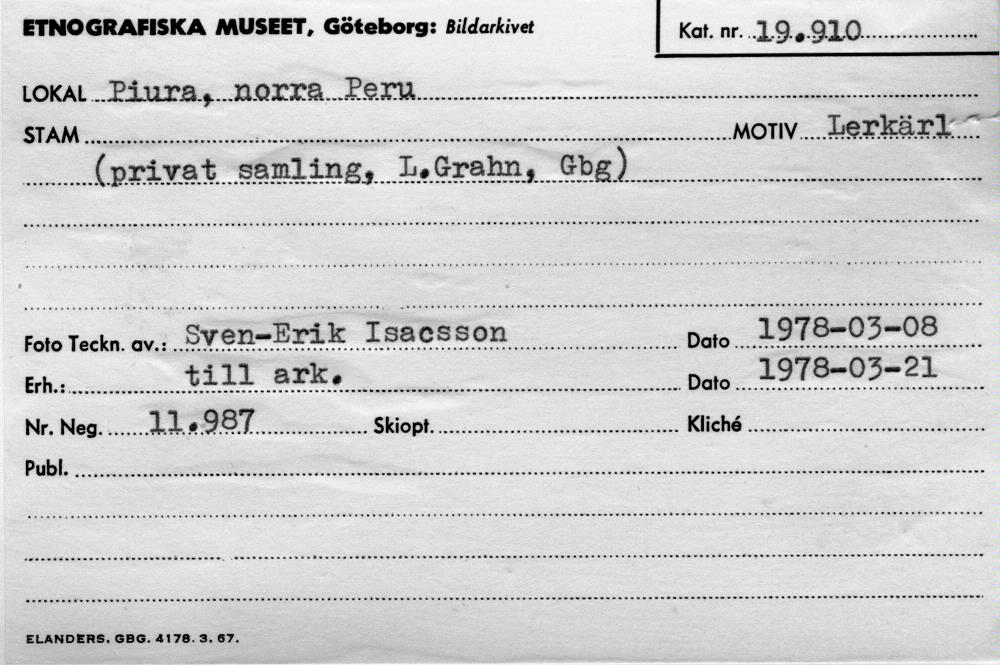 ETNOGRAFISKA MUSEET, Göteborg: Bildarkivet Kat. nr. 19.910
LOKAL Piura, norra Peru
STAM MOTIV Lerkärl
(privat samling, L.Grahn, Gbg)
Foto Teckn. av.: Sven-Erik Isacsson Dato 1978-03-08
Erh.: till ark. Dato 1978-03-21
Nr. Neg. 11.987 Skiopt. Kliché
Publ.
ELANDERS. GBG. 4178. 3. 67.